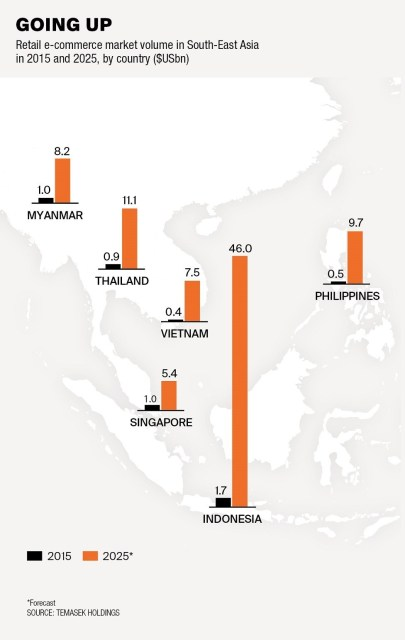 GOING UP
Retail e-commerce market volume in South-East Asia
in 2015 and 2025, by country ($USbn)
8.2
1.0
MYANMAR
11.1
0.9
THAILAND
46.0
9.7
0.5
PHILIPPINES
7.5
0.4
VIETNAM
5.4
1.0
SINGAPORE
1.7
INDONESIA
2015 2025*
*Forecast
SOURCE: TEMASEK HOLDINGS